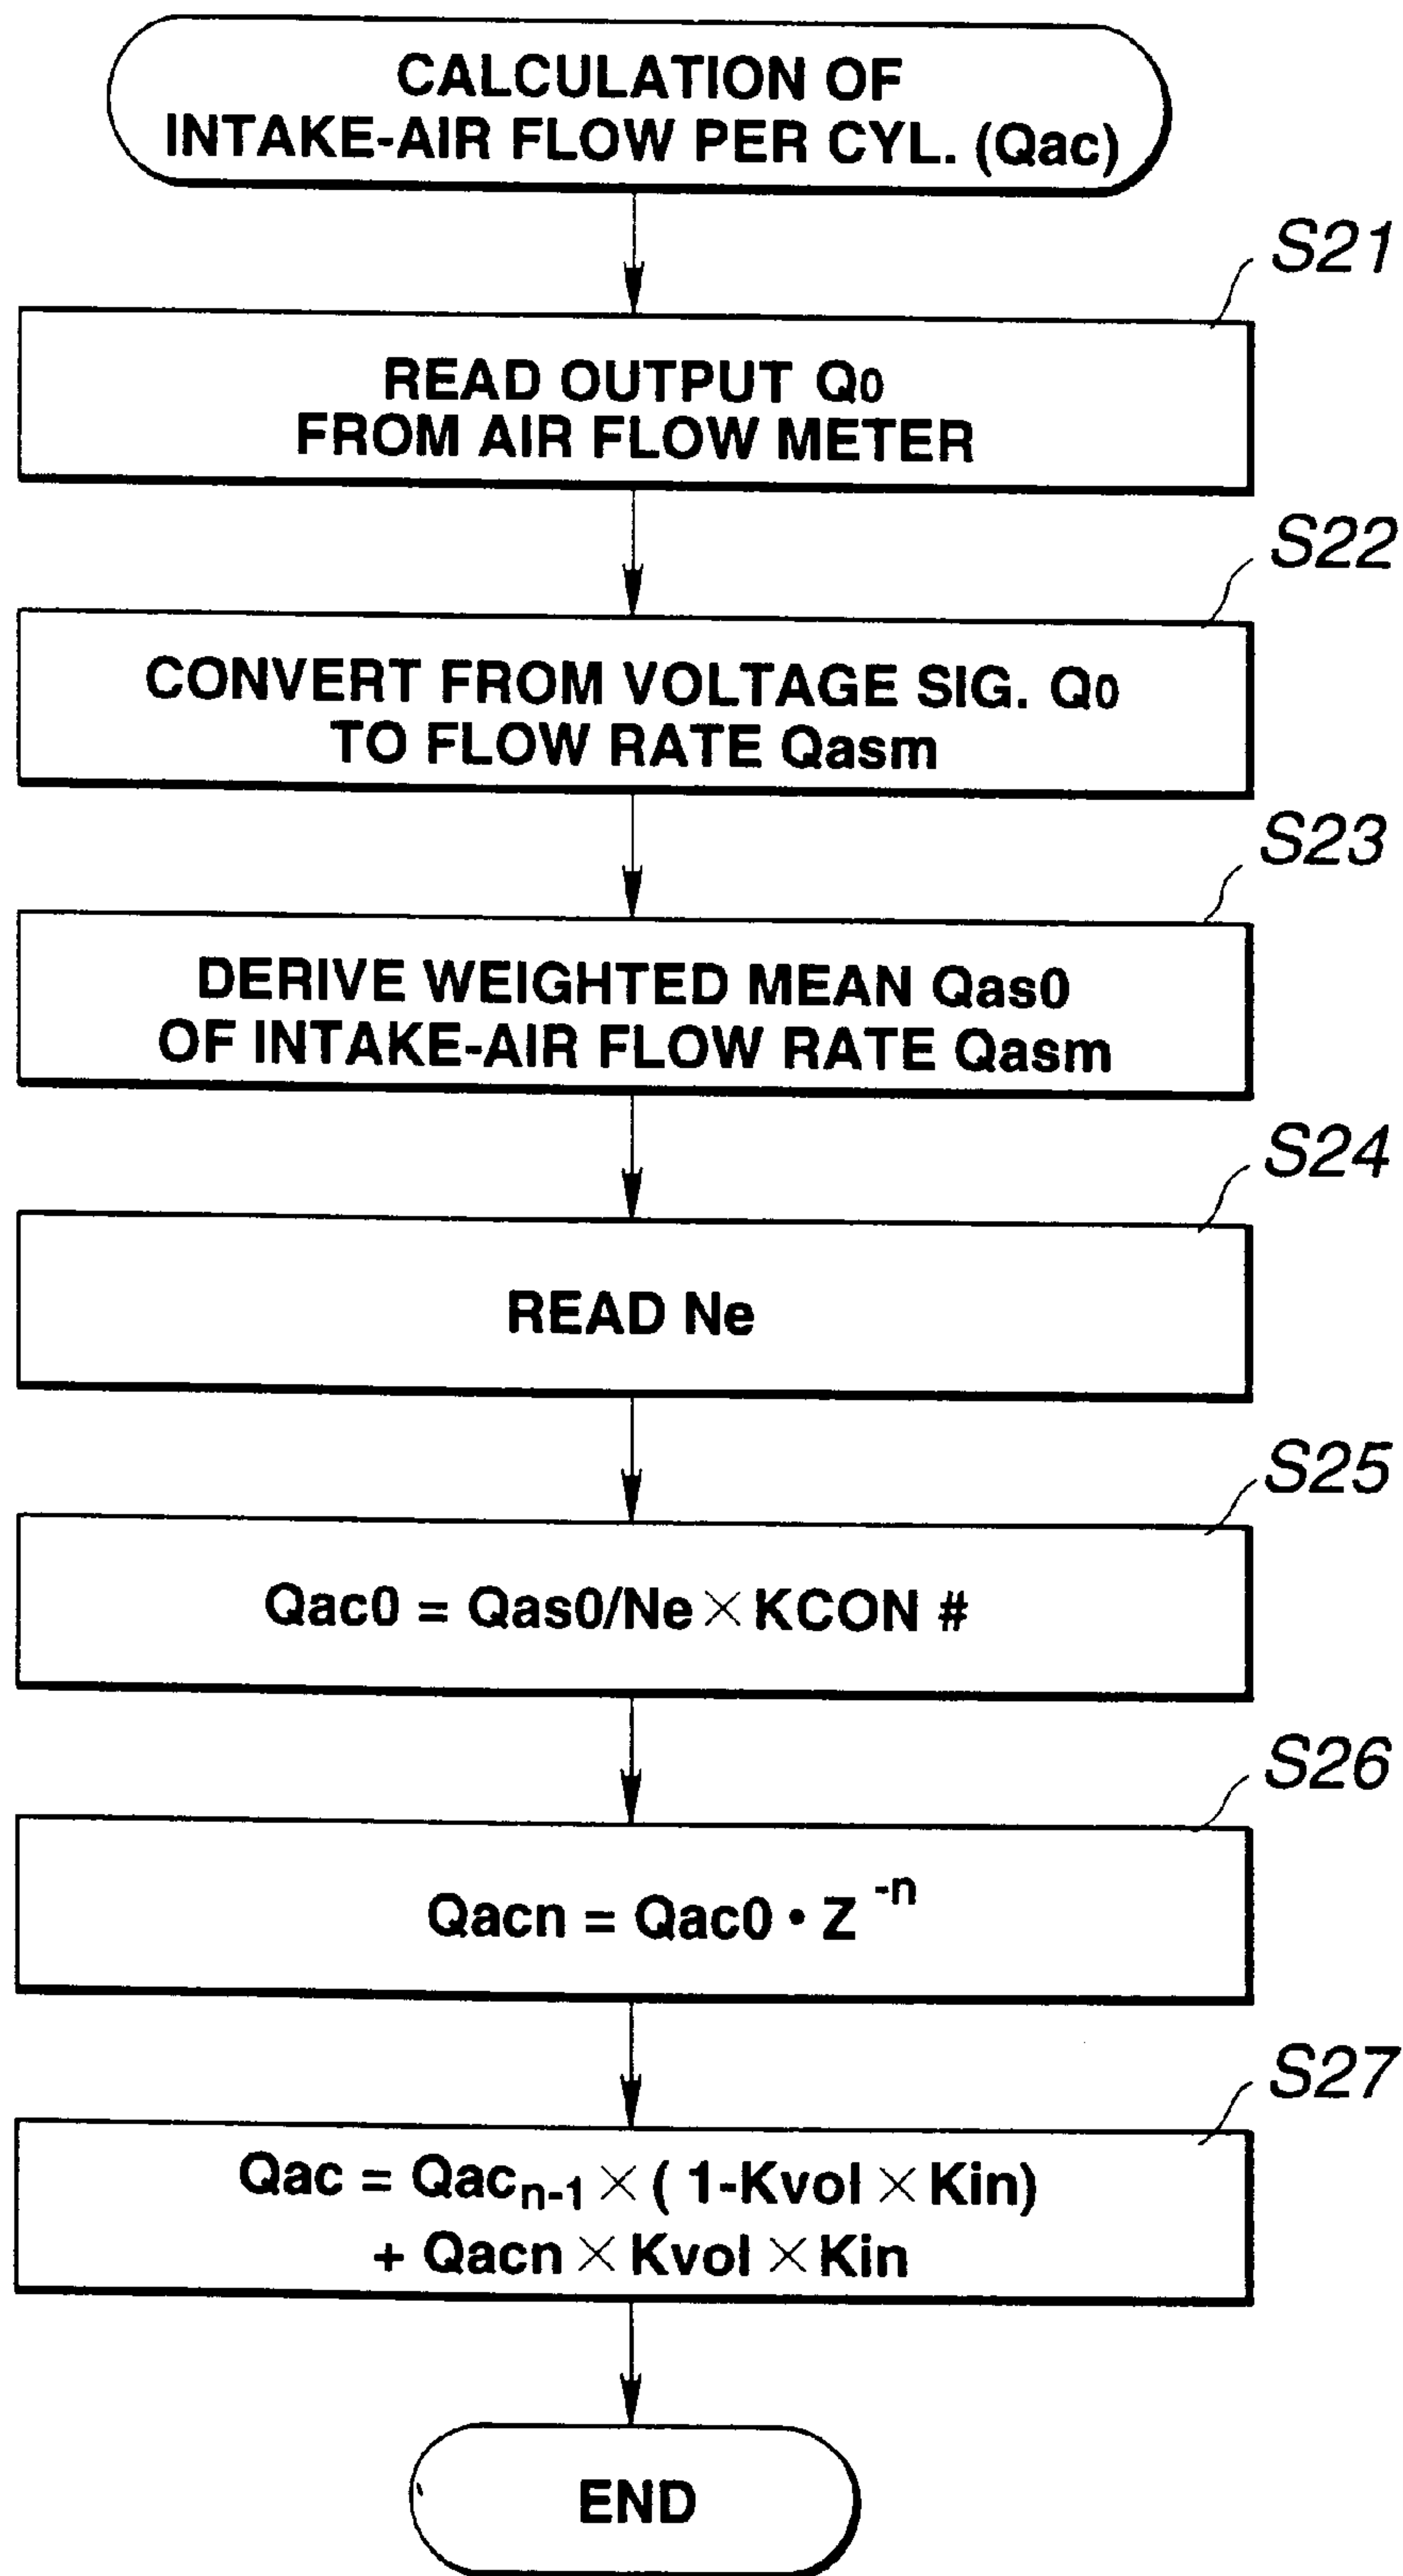 CALCULATION OF
INTAKE-AIR FLOW PER CYL. (Qac)
S21
READ OUTPUT Q0
FROM AIR FLOW METER
S22
CONVERT FROM VOLTAGE SIG. Q0
TO FLOW RATE Qasm
S23
DERIVE WEIGHTED MEAN Qas0
OF INTAKE-AIR FLOW RATE Qasm
S24
READ Ne
S25
Qac0 = Qas0/Ne × KCON #
S26
Qacn = Qac0 • Z^-n
S27
Qac = Qac_n-1 × ( 1-Kvol × Kin)
+ Qacn × Kvol × Kin
END